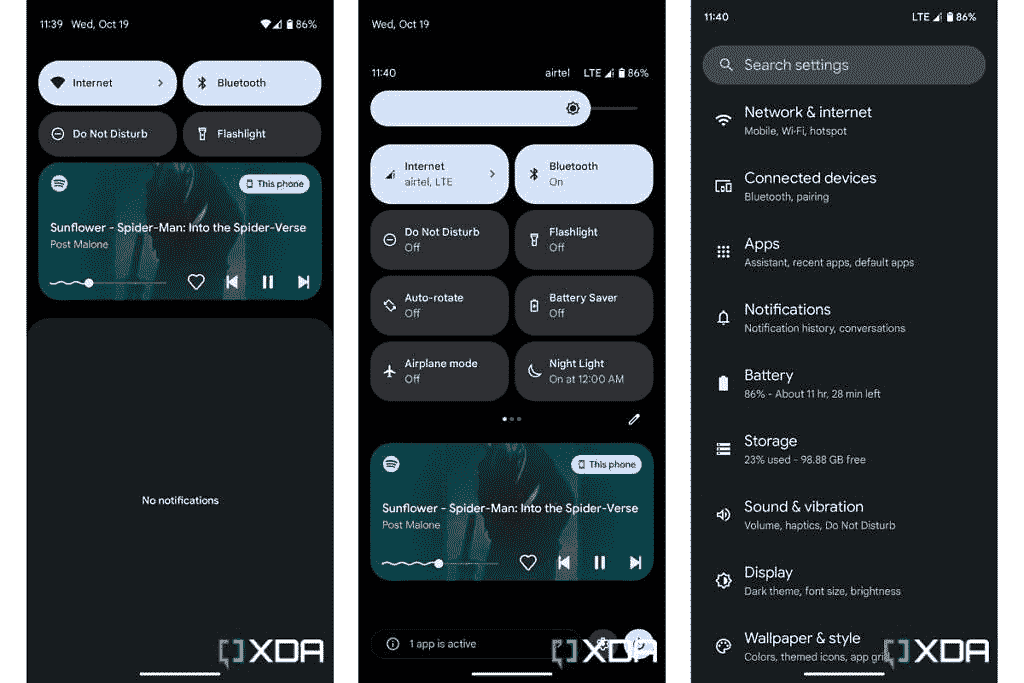 11:39 Wed, Oct 19
86%
Internet
Bluetooth
Do Not Disturb
Flashlight
This phone
Sunflower - Spider-Man: Into the Spider-Verse
Post Malone
No notifications
XDA
Wed, Oct 19
11:40
airtel LTE 86%
Internet
airtel, LTE
Bluetooth
On
Do Not Disturb
Off
Flashlight
Off
Auto-rotate
Off
Battery Saver
Off
Airplane mode
Off
Night Light
On at 12:00 AM
This phone
Sunflower - Spider-Man: Into the Spider-Verse
Post Malone
1 app is active
XDA
11:40
LTE 86%
Search settings
Network & internet
Mobile, Wi-Fi, hotspot
Connected devices
Bluetooth, pairing
Apps
Assistant, recent apps, default apps
Notifications
Notification history, conversations
Battery
86% - About 11 hr, 28 min left
Storage
23% used - 98.88 GB free
Sound & vibration
Volume, haptics, Do Not Disturb
Display
Dark theme, font size, brightness
Wallpaper & style
Colors, themed icons, app
XDA